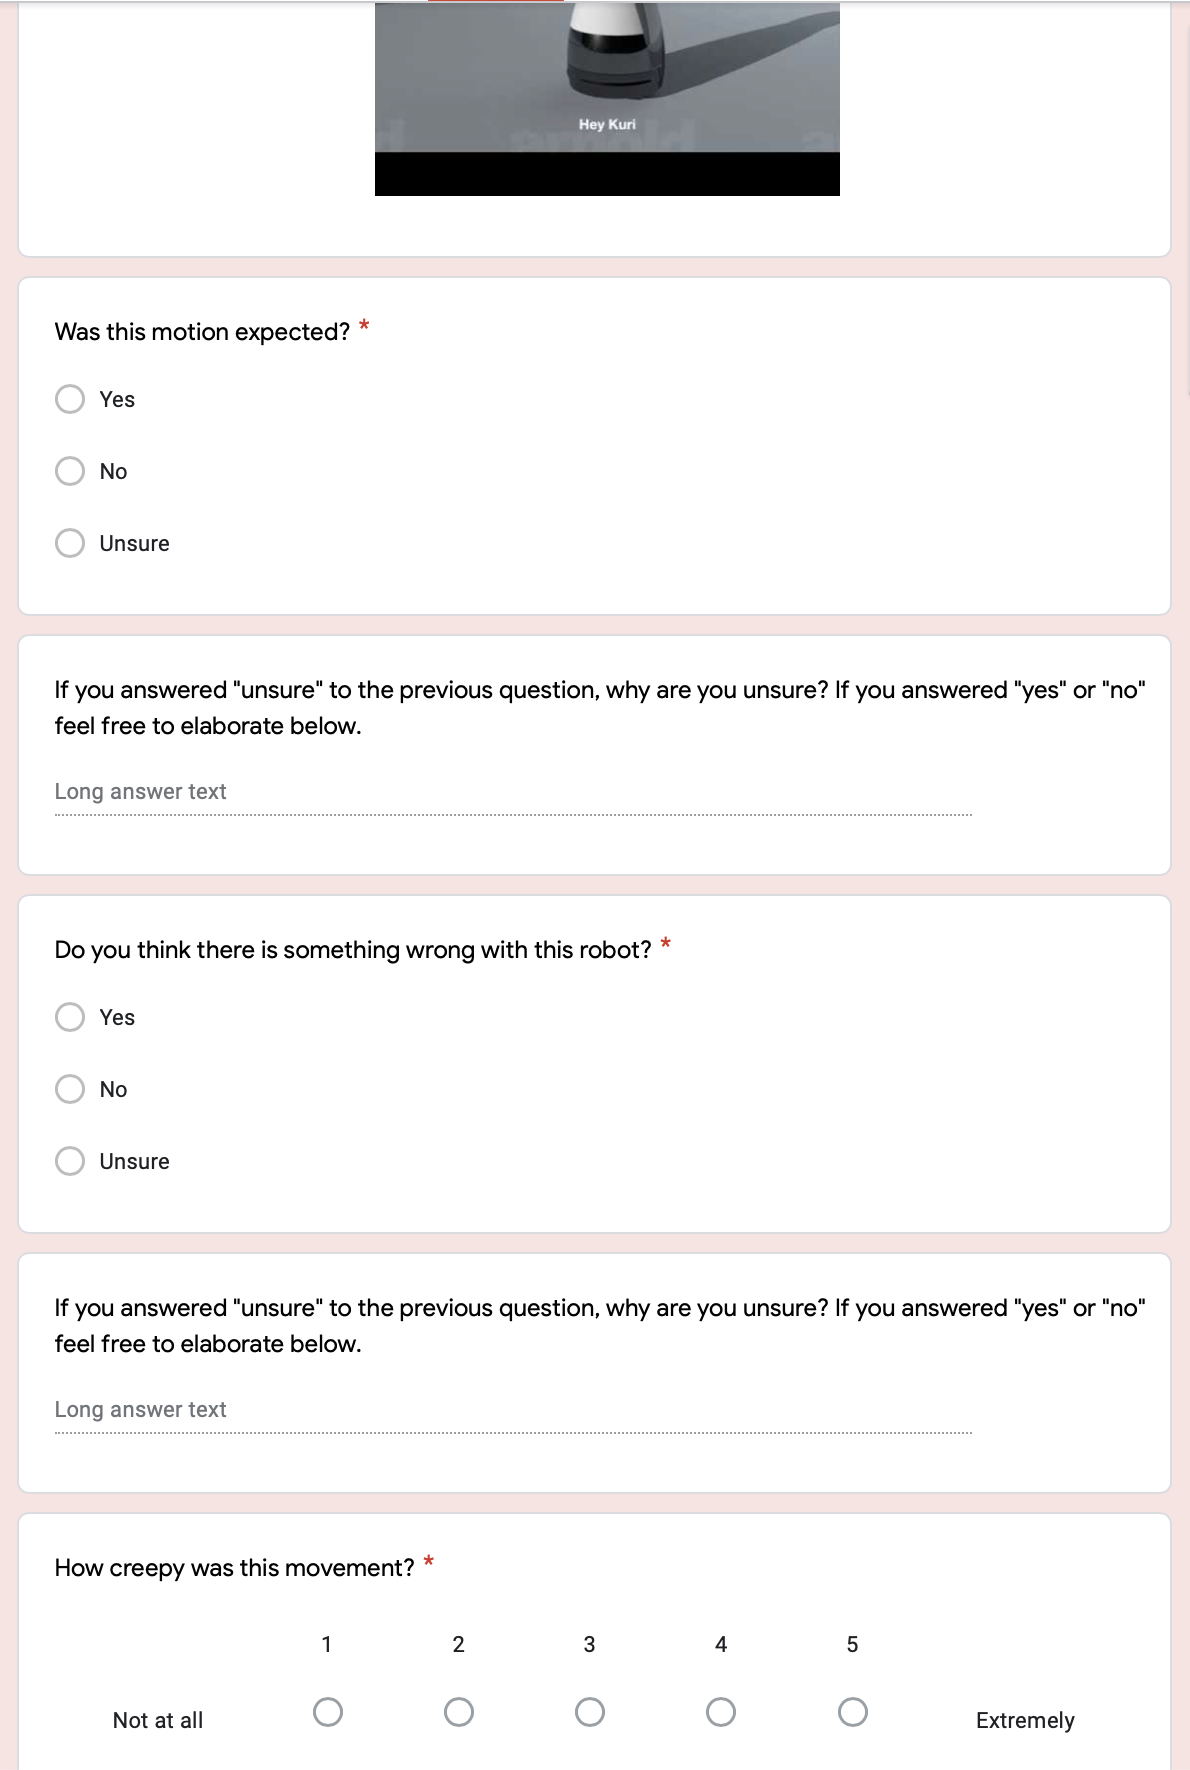 Hey Kuri
arnold
Was this motion expected? *
Yes
No
Unsure
If you answered "unsure" to the previous question, why are you unsure? If you answered "yes" or "no"
feel free to elaborate below.
Long answer text
Do you think there is something wrong with this robot? *
Yes
No
Unsure
If you answered "unsure" to the previous question, why are you unsure? If you answered "yes" or "no"
feel free to elaborate below.
Long answer text
How creepy was this movement? *
1 2 3 4 5
Not at all Extremely